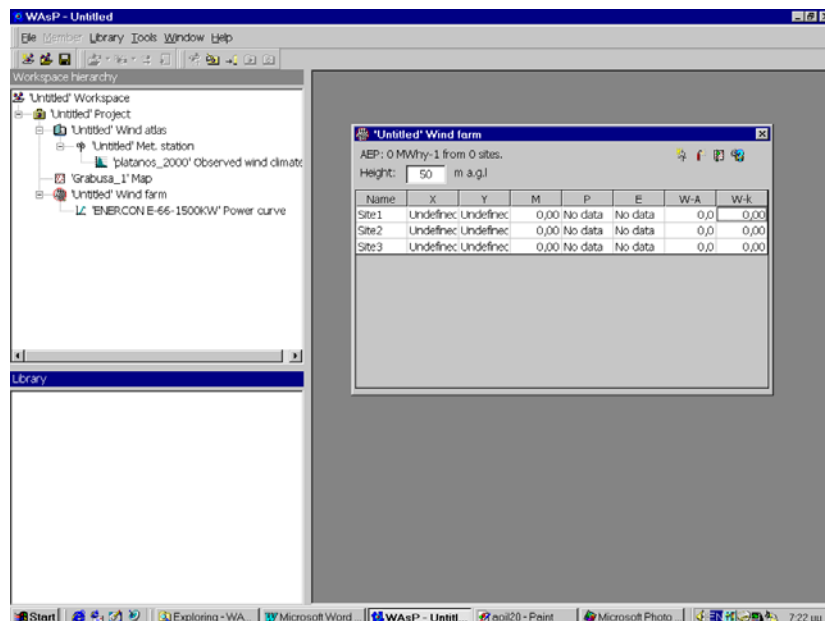 WAsP - Untitled
File Member Library Tools Window Help
Workspace hierarchy
'Untitled' Workspace
'Untitled' Project
'Untitled' Wind atlas
'Untitled' Met. station
'platanos_2000' Observed wind climate
'Grabusa_1' Map
'Untitled' Wind farm
'ENERCON E-66-1500KW' Power curve
Library
'Untitled' Wind farm
AEP: 0 MWhy-1 from 0 sites.
Height: 50 m a.g.l
Name X Y M P E W-A W-k
Site1 Undefinec Undefinec 0,00 No data No data 0,0 0,00
Site2 Undefinec Undefinec 0,00 No data No data 0,0 0,00
Site3 Undefinec Undefinec 0,00 No data No data 0,0 0,00
Start Exploring - WA... Microsoft Word ... WAsP - Untitl... - Paint Microsoft Photo ... 7:22 μμ